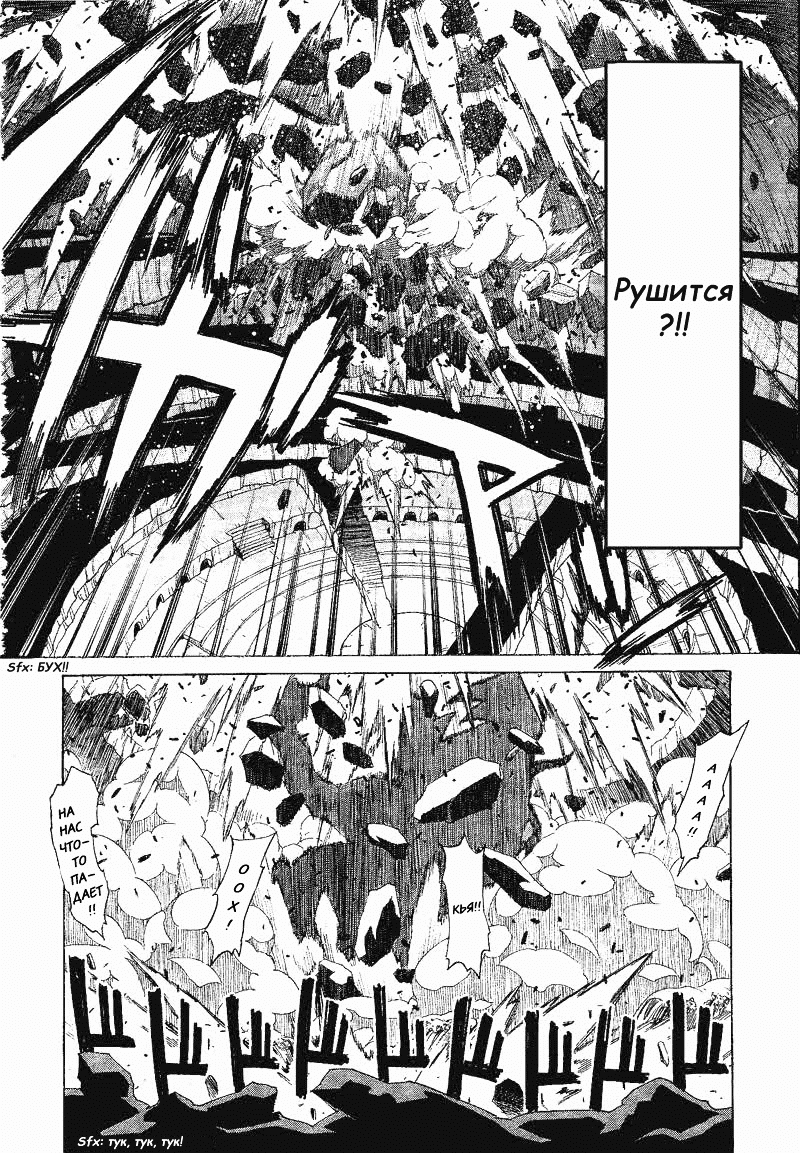 Рушится
?!!
Sfx: БУХ!!
АААА!!
НА
НАС
ЧТО-
ТО
ПА-
ДАЕТ
!!
ООХ!
КЬЯ!!
Sfx: тук, тук, тук!